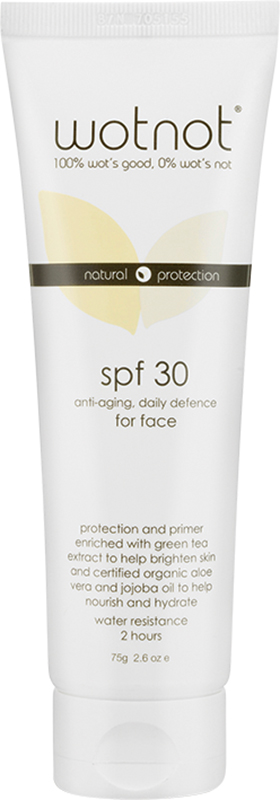 B/N 705155
wotnot®
100% wot's good, 0% wot's not
natural protection
spf 30
anti-aging, daily defence
for face
protection and primer
enriched with green tea
extract to help brighten skin
and certified organic aloe
vera and jojoba oil to help
nourish and hydrate
water resistance
2 hours
75g 2.6 oz e